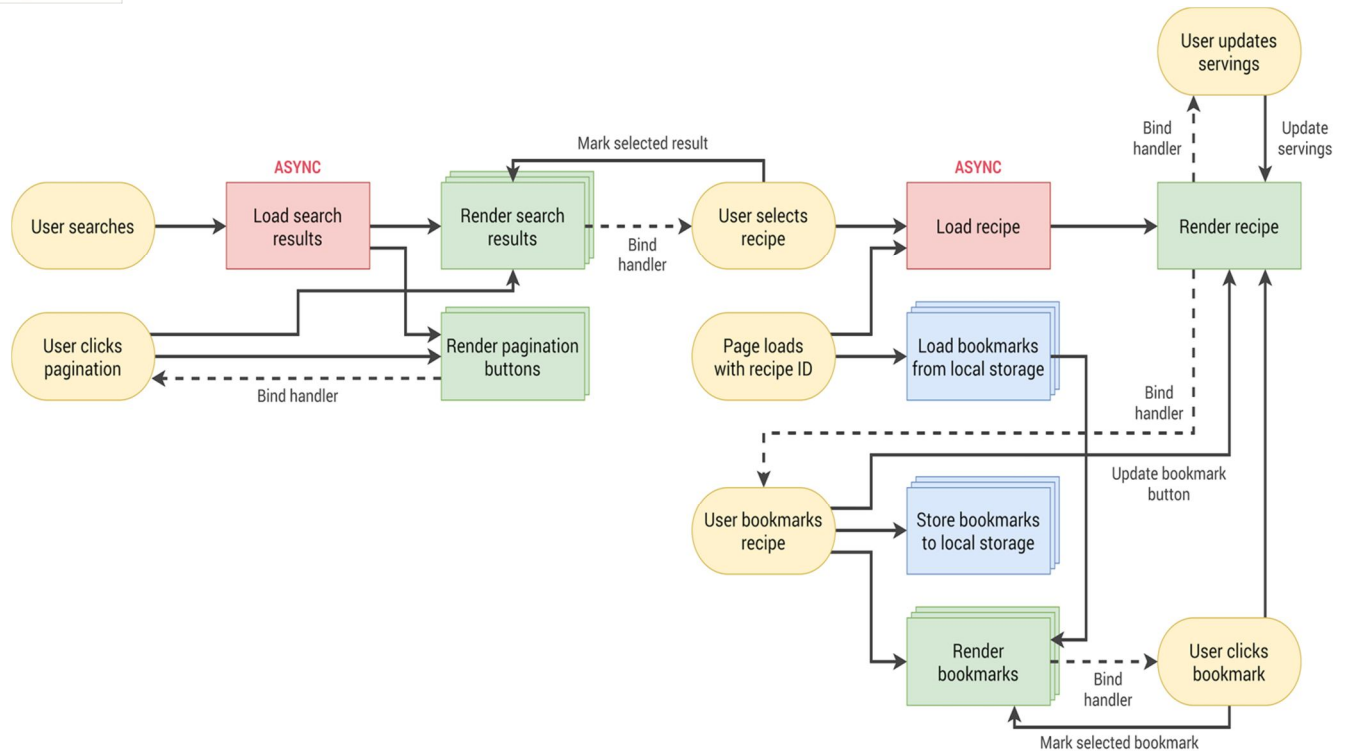 User updates
servings
Bind
handler
Update
servings
Mark selected result
ASYNC
ASYNC
User searches
Load search
results
Render search
results
Bind
handler
User selects
recipe
Load recipe
Render recipe
User clicks
pagination
Render pagination
buttons
Bind handler
Page loads
with recipe ID
Load bookmarks
from local storage
Bind
handler
Update bookmark
button
User bookmarks
recipe
Store bookmarks
to local storage
Render
bookmarks
Bind
handler
User clicks
bookmark
Mark selected bookmark